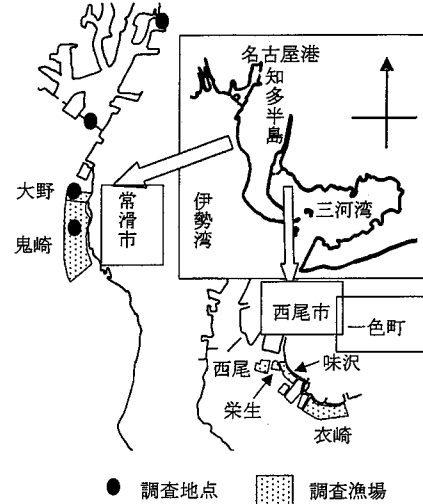 名古屋港
知多半島
三河湾
伊勢湾
大野
鬼崎
常滑市
西尾市
一色町
西尾
味沢
栄生
衣崎
調査地点
調査漁場